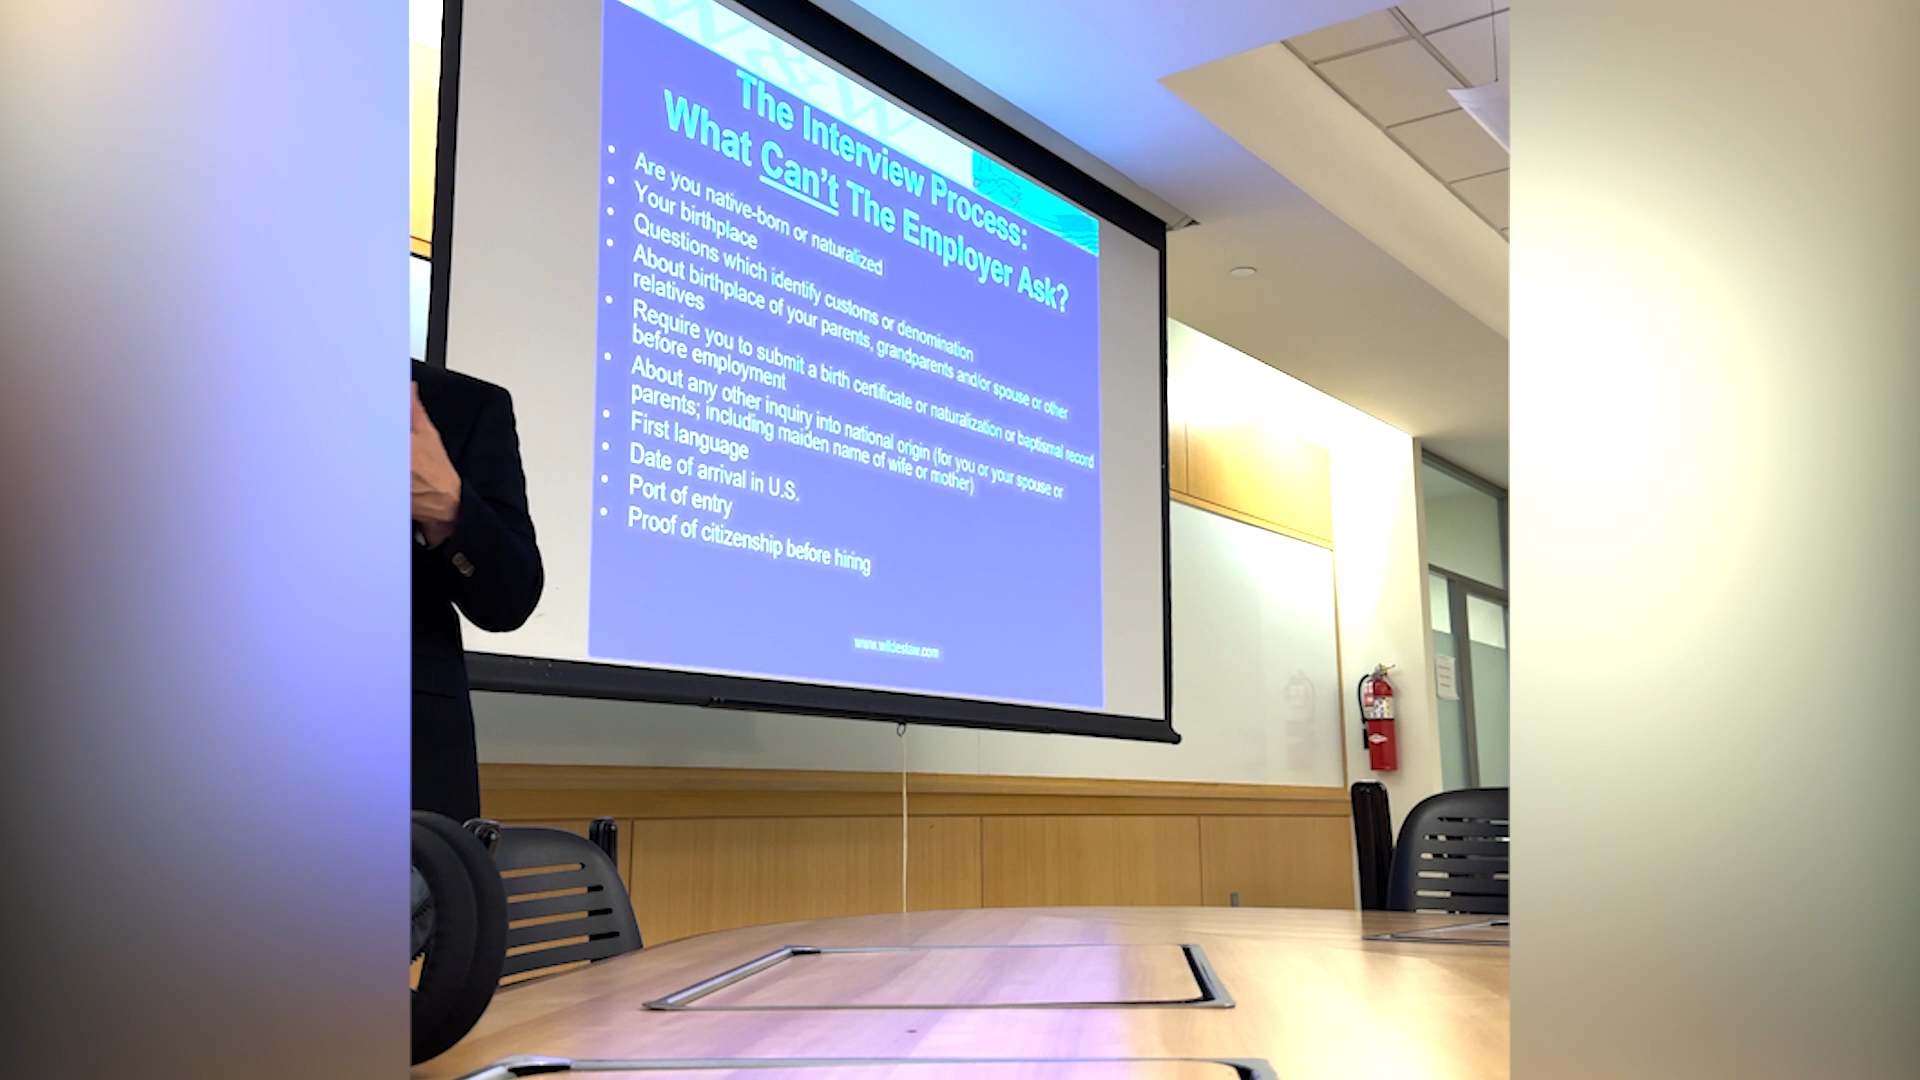 The Interview Process:
What Can't The Employer Ask?
• Are you native-born or naturalized
• Your birthplace
• Questions which identify customs or denomination
• About birthplace of your parents, grandparents and/or spouse or other
relatives
• Require you to submit a birth certificate or naturalization or baptismal record
before employment
• About any other inquiry into national origin (for you or your spouse or
parents; including maiden name of wife or mother)
• First language
• Date of arrival in U.S.
• Port of entry
• Proof of citizenship before hiring
www.wildeslaw.com